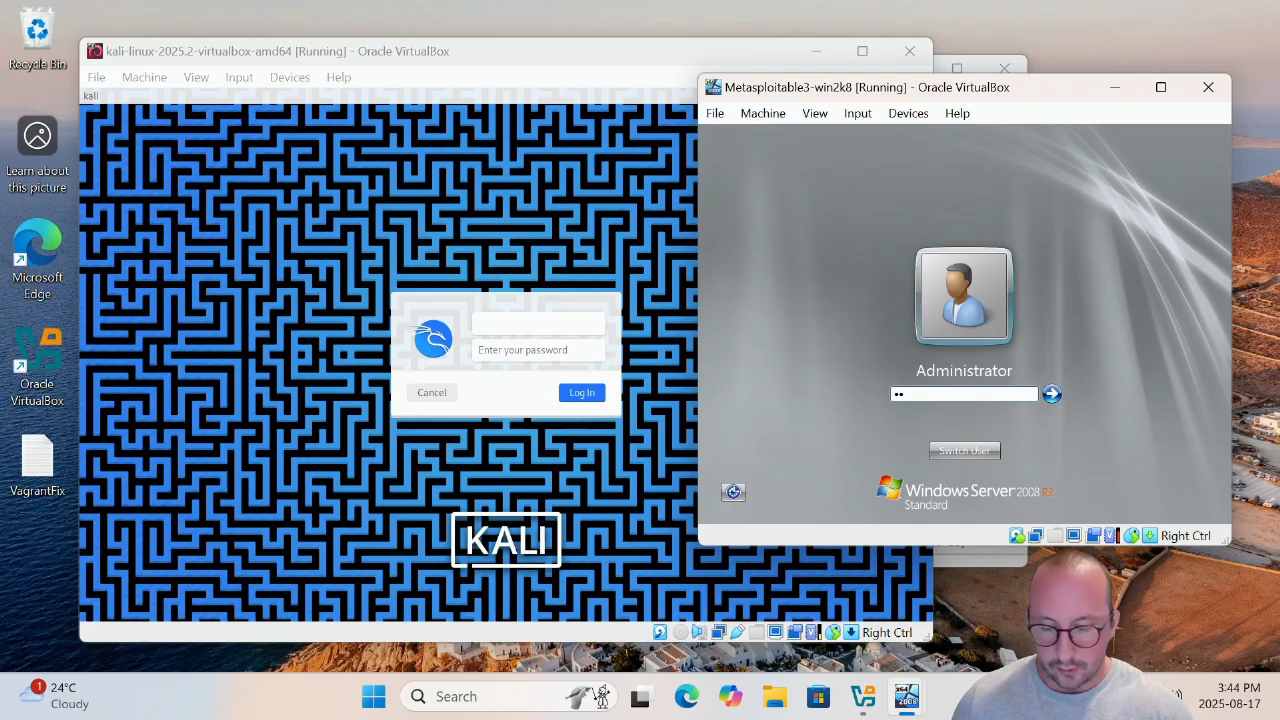 Recycle Bin
Learn about
this picture
Microsoft
Edge
Oracle
VirtualBox
VagrantFix
kali-linux-2025.2-virtualbox-amd64 [Running] - Oracle VirtualBox
File Machine View Input Devices Help
kali
Enter your password
Cancel
Log In
KALI
Right Ctrl
Metasploitable3-win2k8 [Running] - Oracle VirtualBox
File Machine View Input Devices Help
Administrator
Switch User
Windows Server 2008 R2
Standard
Right Ctrl
1
24°C
Cloudy
Search
3:44 PM
2025-08-17